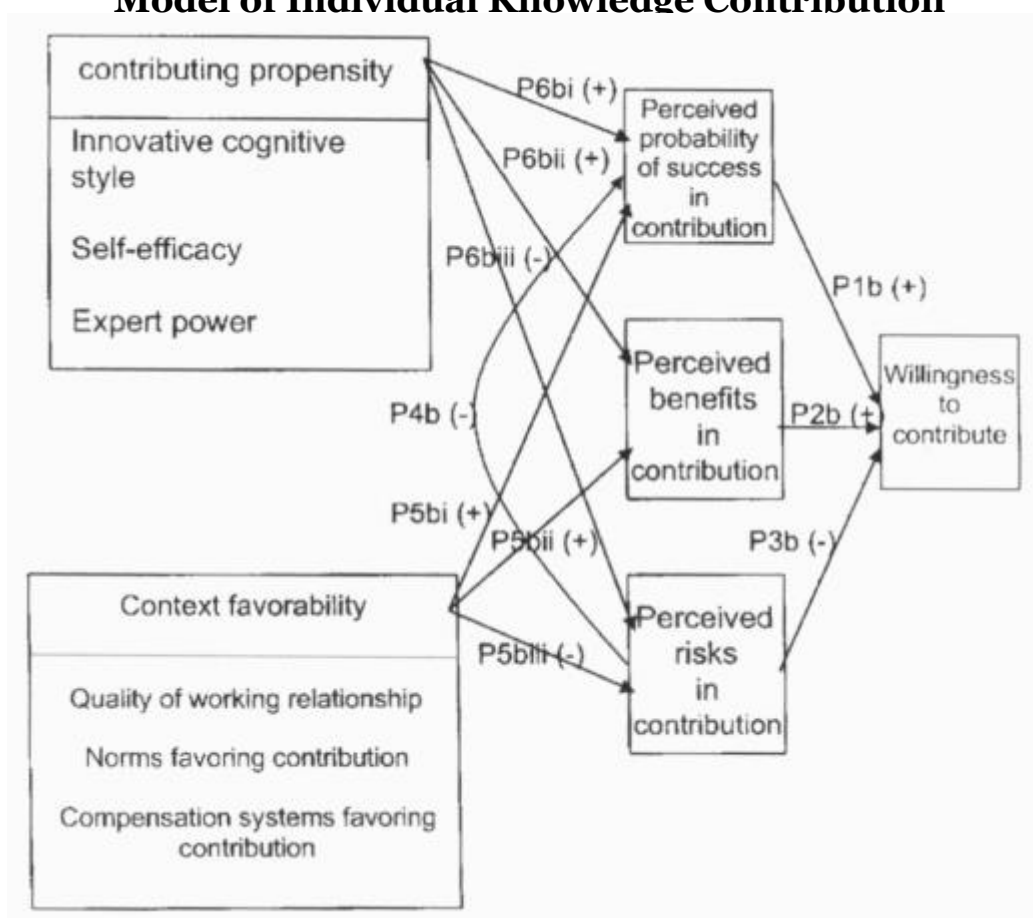 Model of Individual Knowledge Contribution
contributing propensity
Innovative cognitive
style
Self-efficacy
Expert power
P6bi (+)
P6bii (+)
P6biii (-)
P4b (-)
P5bi (+)
P5bii (+)
P5biii (-)
Perceived
probability
of success
in
contribution
Perceived
benefits
in
contribution
Perceived
risks
in
contribution
P1b (+)
P2b (+)
P3b (-)
Willingness
to
contribute
Context favorability
Quality of working relationship
Norms favoring contribution
Compensation systems favoring
contribution